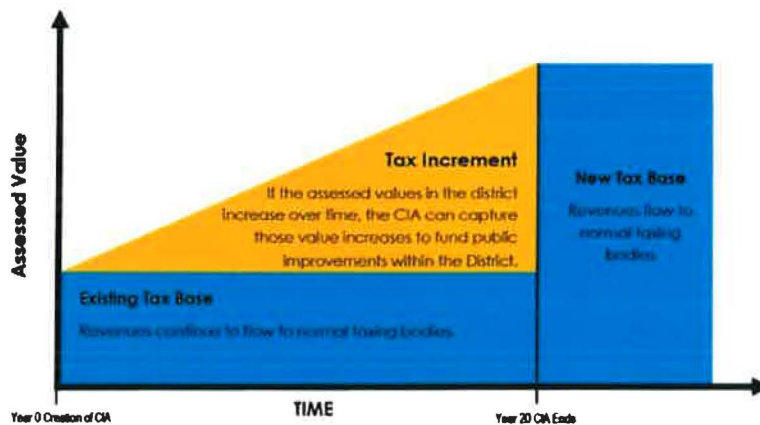 Assessed Value
Tax Increment
If the assessed values in the district
increase over time, the CIA can capture
those value increases to fund public
improvements within the District.
New Tax Base
Revenues flow to
normal taxing
bodies
Existing Tax Base
Revenues continue to flow to normal taxing bodies
Year 0 Creation of CIA
TIME
Year 20 CIA Ends